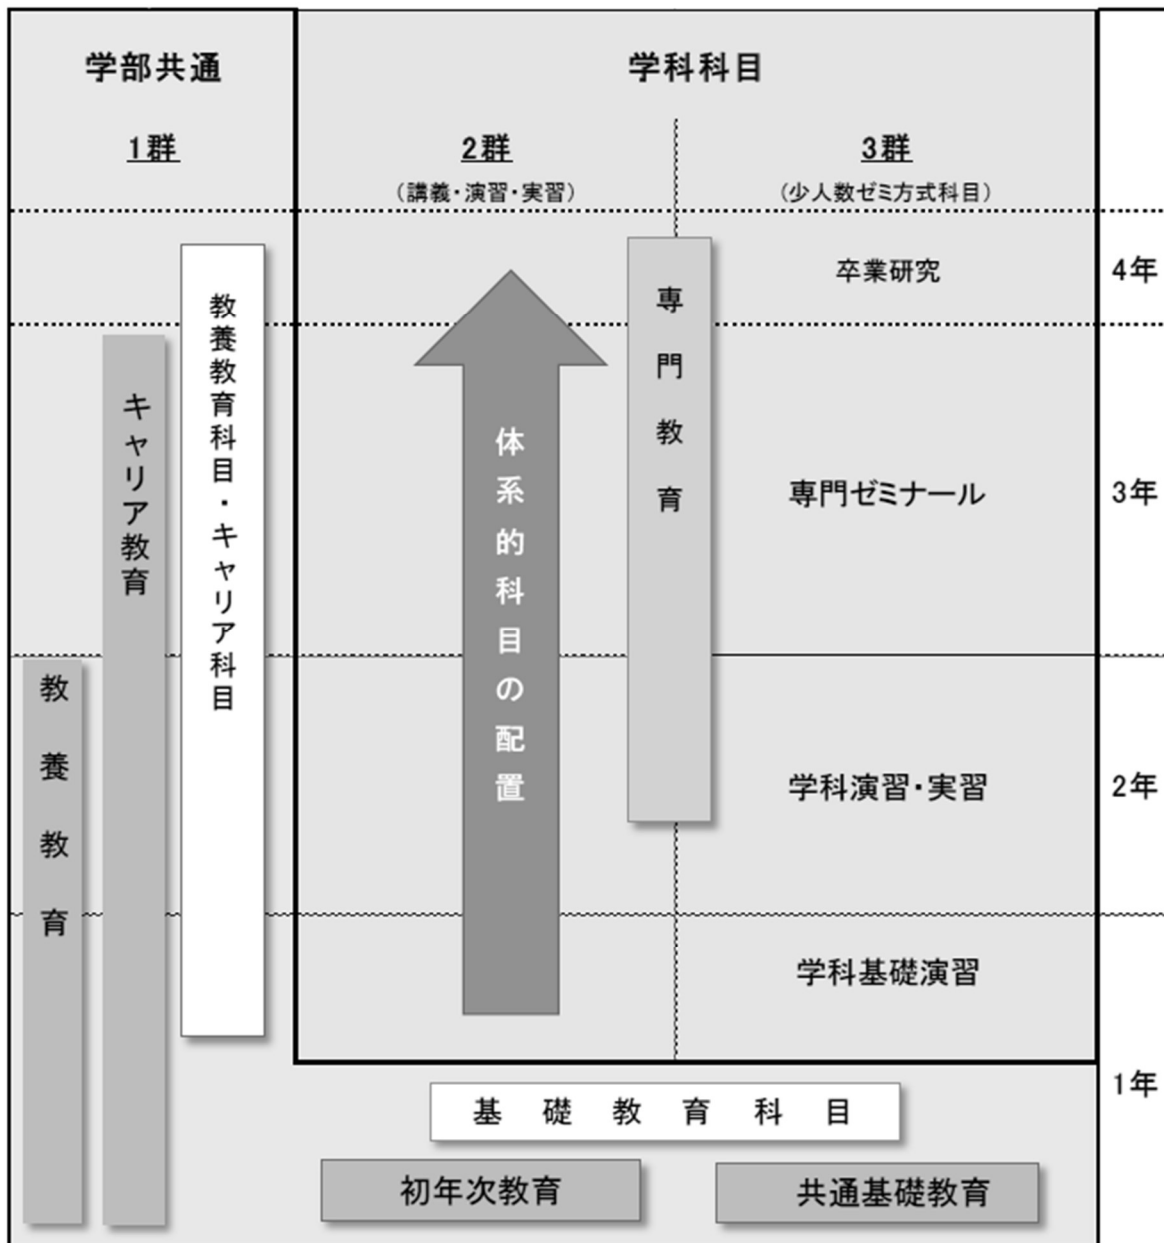 学部共通
学科科目
1群
2群
(講義・演習・実習)
3群
(少人数ゼミ方式科目)
4年
卒業研究
教養教育科目・キャリア科目
キャリア教育
教養教育
体系的科目の配置
専門教育
専門ゼミナール
3年
学科演習・実習
2年
学科基礎演習
1年
基礎教育科目
初年次教育
共通基礎教育